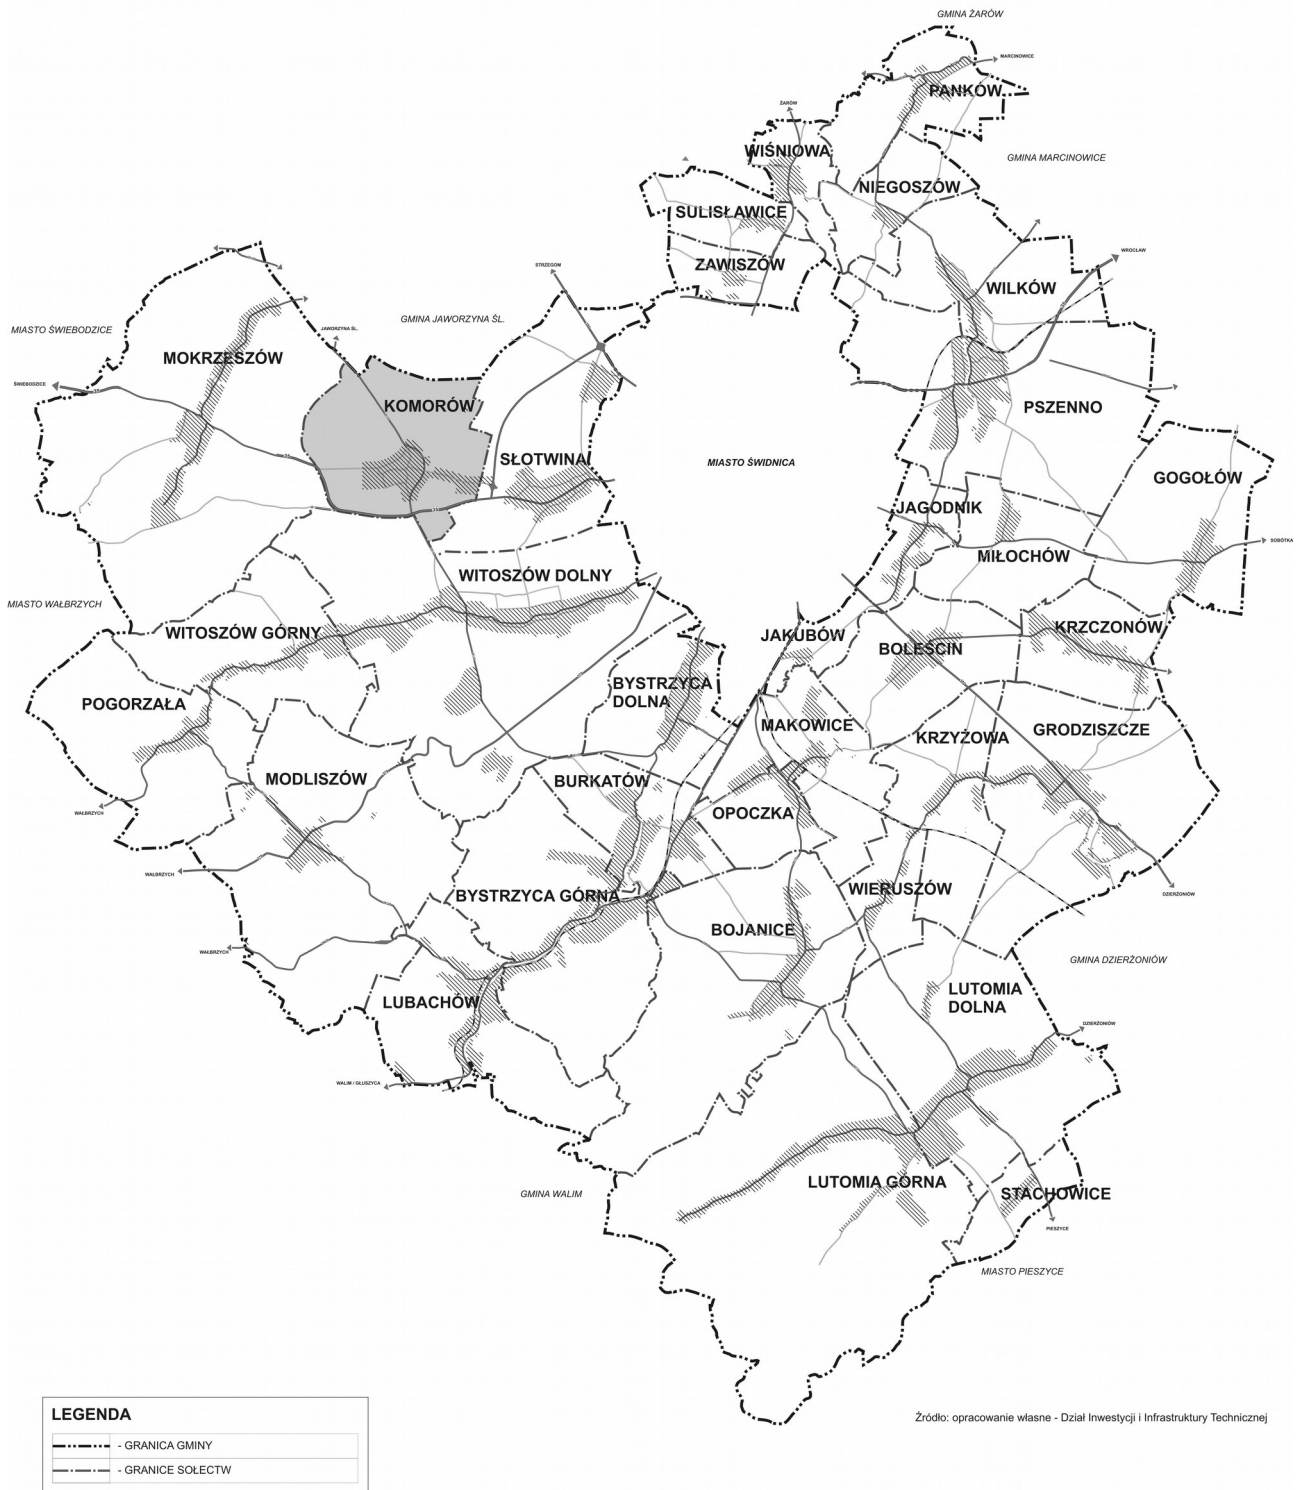 GMINA ŻARÓW
MARCINOWICE
PANKÓW
ŻARÓW
WIŚNIOWA
GMINA MARCINOWICE
NIEGOSZÓW
SULISŁAWICE
ZAWISZÓW
WROCŁAW
STRZEGOM
WILKÓW
GMINA JAWORZYNA ŚL.
MIASTO ŚWIEBODZICE
JAWORZYNA ŚL.
MOKRZESZÓW
ŚWIEBODZICE
KOMORÓW
PSZENNO
SŁOTWINA
MIASTO ŚWIDNICA
GOGOŁÓW
JAGODNIK
SOBÓTKA
MIŁOCHÓW
WITOSZÓW DOLNY
MIASTO WAŁBRZYCH
WITOSZÓW GÓRNY
JAKUBÓW
KRZCZONÓW
BOLEŚCIN
BYSTRZYCA
DOLNA
POGORZAŁA
MAKOWICE
KRZYŻOWA
GRODZISZCZE
MODLISZÓW
BURKATÓW
OPOCZKA
WAŁBRZYCH
WAŁBRZYCH
BYSTRZYCA GÓRNA
WIERUSZÓW
DZIERŻONIÓW
BOJANICE
WAŁBRZYCH
GMINA DZIERŻONIÓW
LUBACHÓW
LUTOMIA
DOLNA
DZIERŻONIÓW
WALIM / GŁUSZYCA
LUTOMIA GÓRNA
STACHOWICE
GMINA WALIM
PIESZYCE
MIASTO PIESZYCE
LEGENDA
- GRANICA GMINY
- GRANICE SOŁECTW
Źródło: opracowanie własne - Dział Inwestycji i Infrastruktury Technicznej